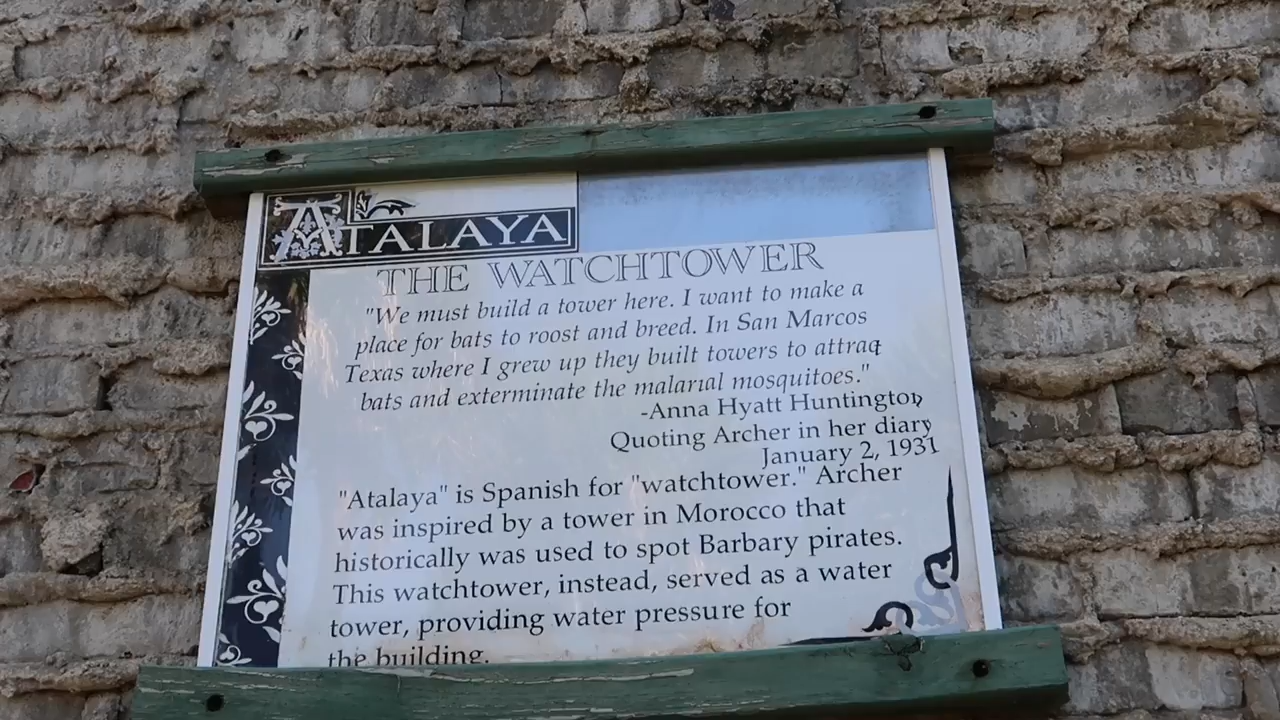 ATALAYA
THE WATCHTOWER
"We must build a tower here. I want to make a
place for bats to roost and breed. In San Marcos
Texas where I grew up they built towers to attract
bats and exterminate the malarial mosquitoes."
-Anna Hyatt Huntington
Quoting Archer in her diary
January 2, 1931
"Atalaya" is Spanish for "watchtower." Archer
was inspired by a tower in Morocco that
historically was used to spot Barbary pirates.
This watchtower, instead, served as a water
tower, providing water pressure for
the building.